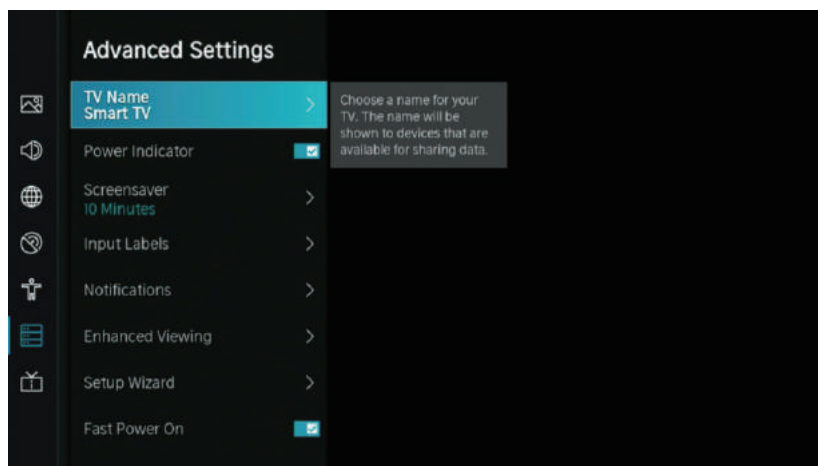 Advanced Settings
TV Name
Smart TV
Choose a name for your
TV. The name will be
shown to devices that are
available for sharing data.
Power Indicator
Screensaver
10 Minutes
Input Labels
Notifications
Enhanced Viewing
Setup Wizard
Fast Power On